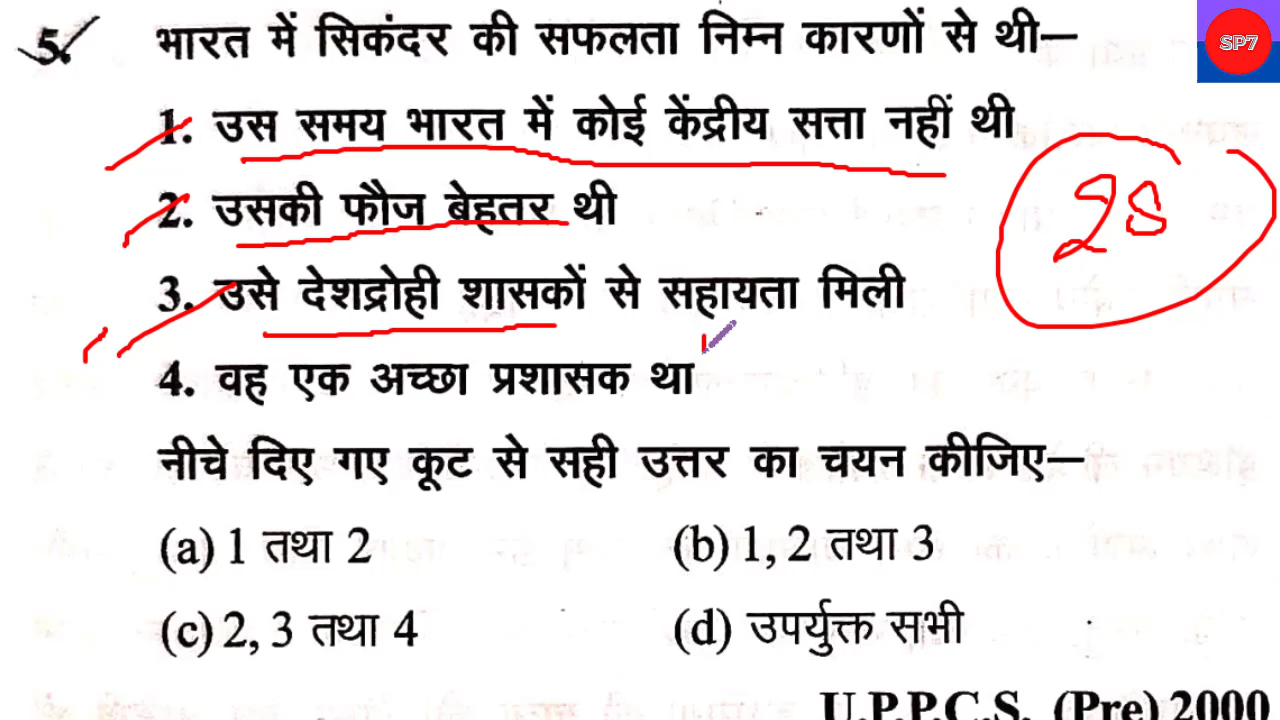 SP7
5. भारत में सिकंदर की सफलता निम्न कारणों से थी—
1. उस समय भारत में कोई केंद्रीय सत्ता नहीं थी
2. उसकी फौज बेहतर थी
28
3. उसे देशद्रोही शासकों से सहायता मिली
4. वह एक अच्छा प्रशासक था
नीचे दिए गए कूट से सही उत्तर का चयन कीजिए—
(a) 1 तथा 2 (b) 1, 2 तथा 3
(c) 2, 3 तथा 4 (d) उपर्युक्त सभी
U.P.P.C.S. (Pre) 2000